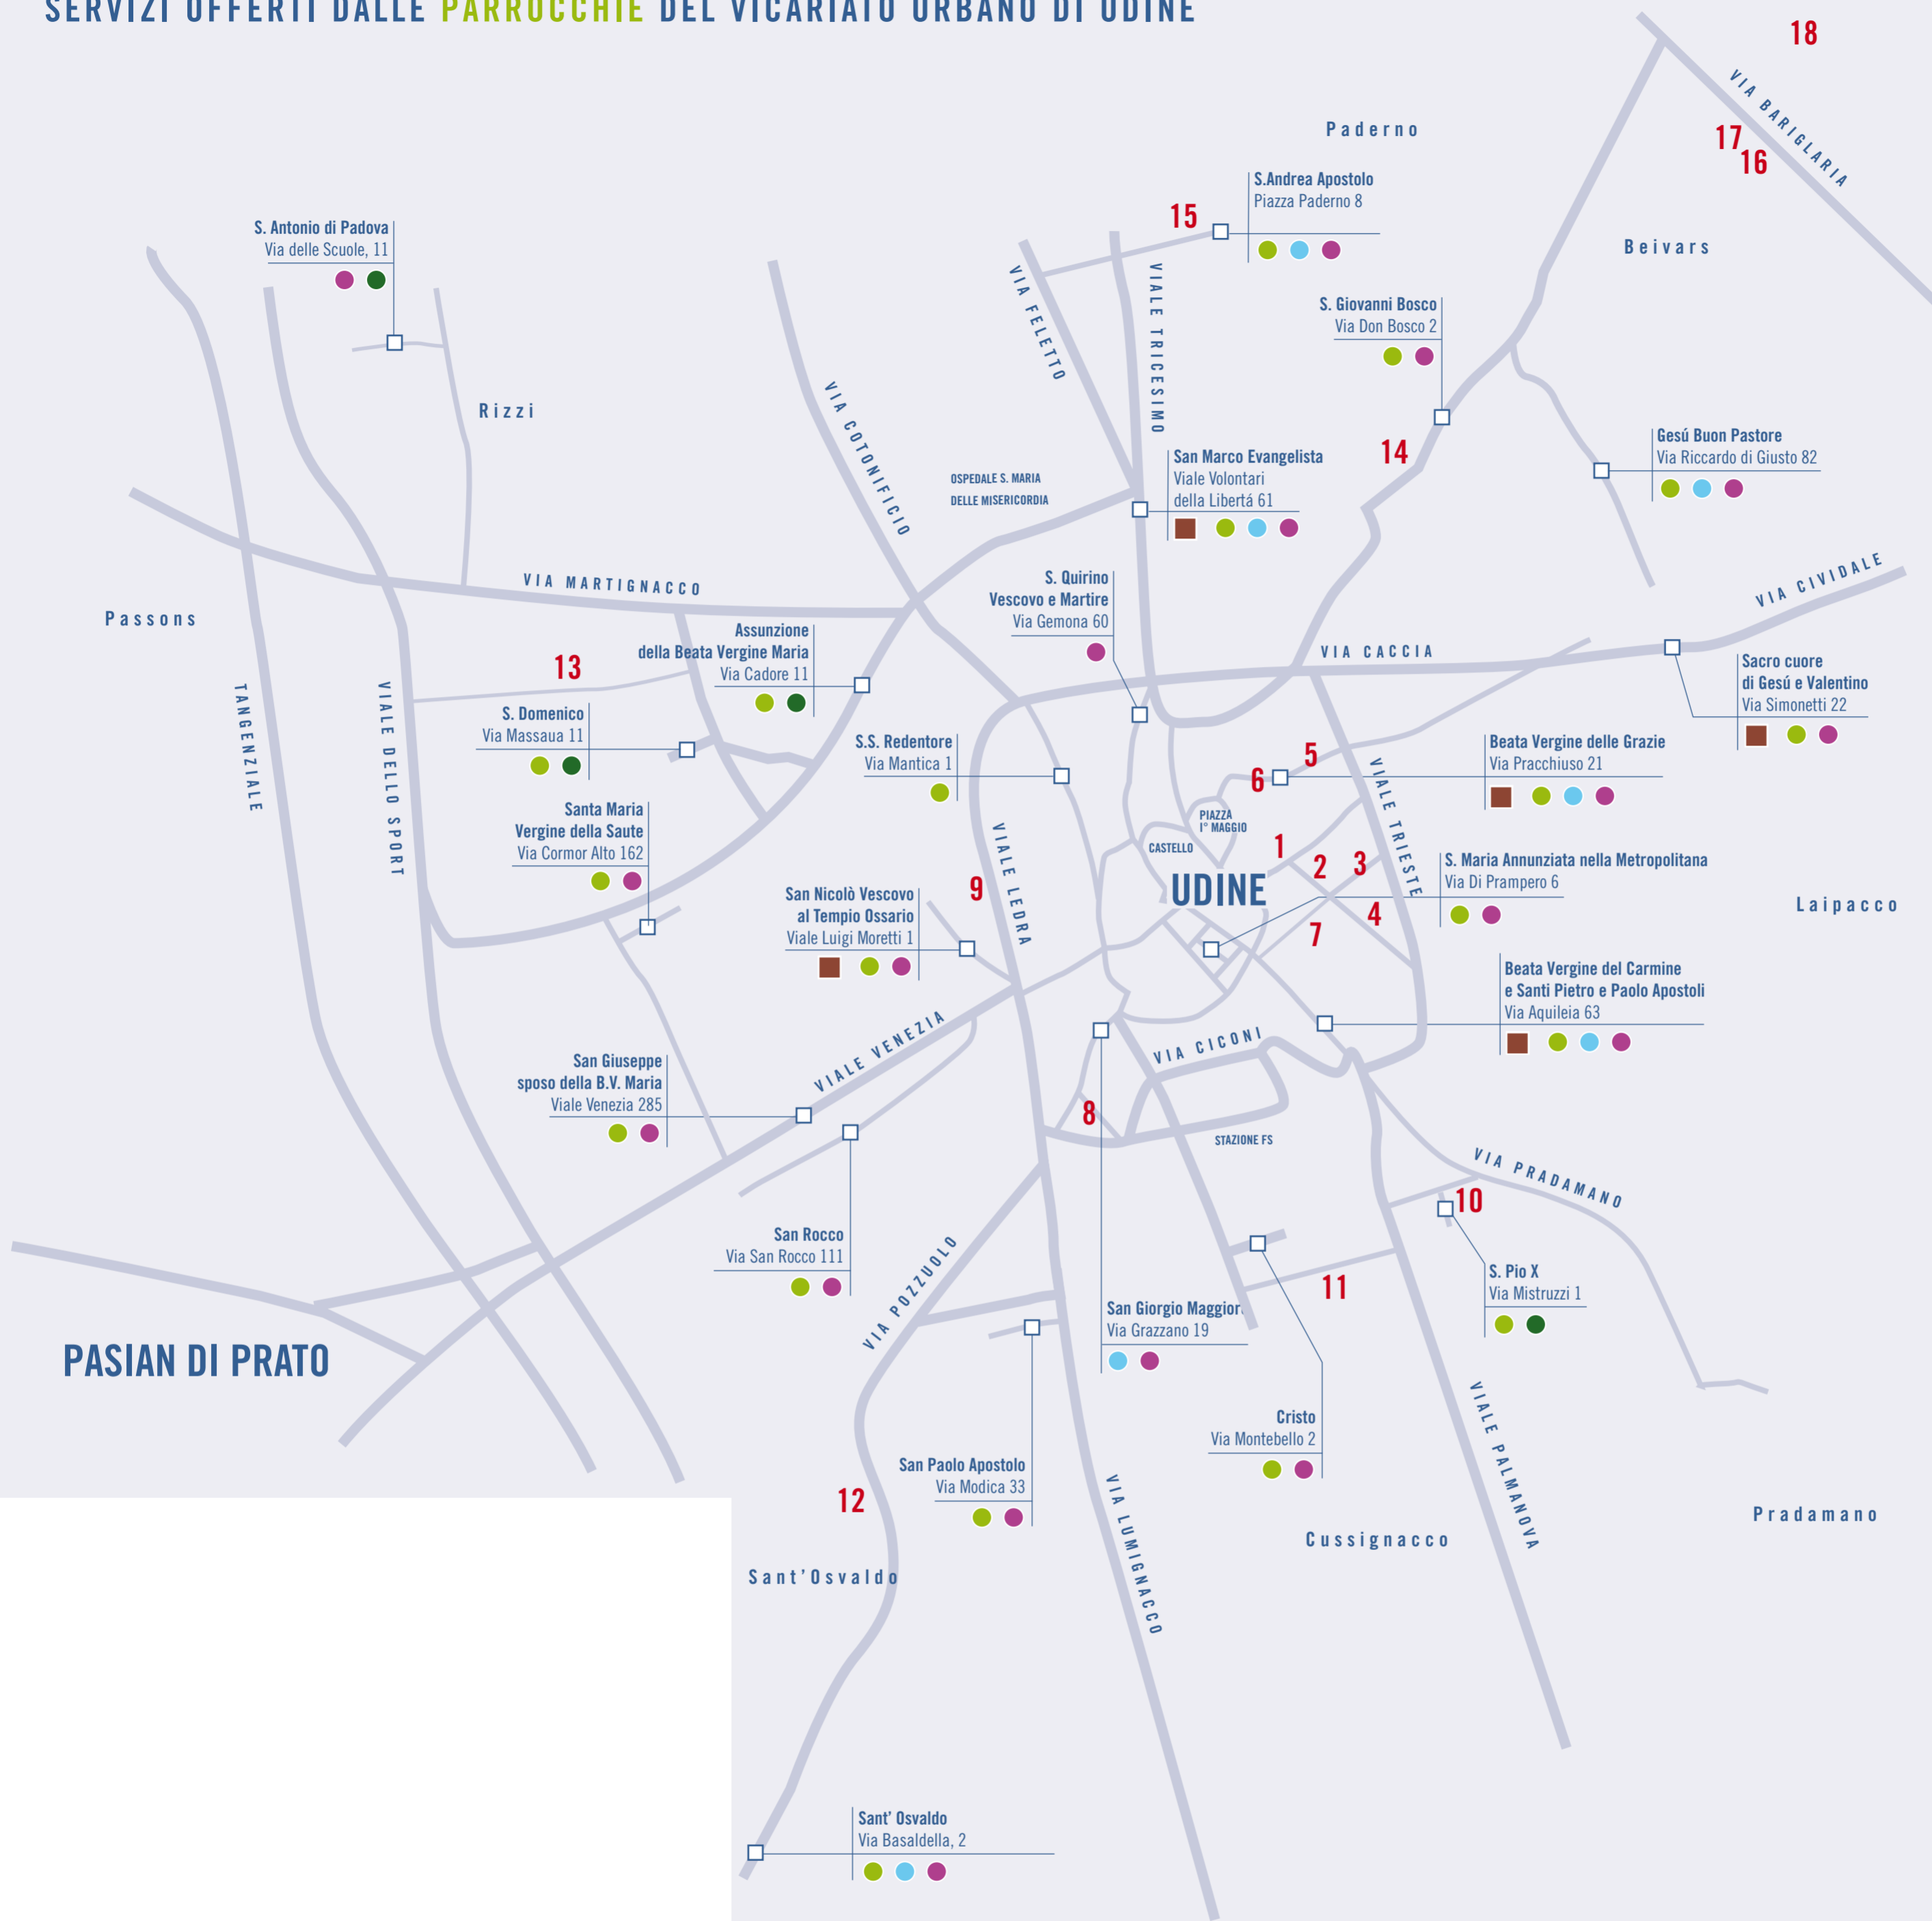 SERVIZI OFFERTI DALLE PARROCCHIE DEL VICARIATO URBANO DI UDINE
18
VIA BARIGLARIA
17
16
Paderno
S.Andrea Apostolo
Piazza Paderno 8
15
Beivars
S. Antonio di Padova
Via delle Scuole, 11
VIA FELETTO
VIALE TRICESIMO
S. Giovanni Bosco
Via Don Bosco 2
Rizzi
VIA COTONIFICIO
14
Gesú Buon Pastore
Via Riccardo di Giusto 82
OSPEDALE S. MARIA
DELLE MISERICORDIA
San Marco Evangelista
Viale Volontari
della Libertá 61
VIA MARTIGNACCO
S. Quirino
Vescovo e Martire
Via Gemona 60
VIA CIVIDALE
Passons
Assunzione
della Beata Vergine Maria
Via Cadore 11
13
VIA CACCIA
Sacro cuore
di Gesú e Valentino
Via Simonetti 22
TANGENZIALE
VIALE DELLO SPORT
S. Domenico
Via Massaua 11
S.S. Redentore
Via Mantica 1
5
6
Beata Vergine delle Grazie
Via Pracchiuso 21
VIALE TRIESTE
Santa Maria
Vergine della Saute
Via Cormor Alto 162
VIALE LEDRA
PIAZZA
I° MAGGIO
CASTELLO
1
2
3
UDINE
S. Maria Annunziata nella Metropolitana
Via Di Prampero 6
9
San Nicolò Vescovo
al Tempio Ossario
Viale Luigi Moretti 1
4
7
Laipacco
Beata Vergine del Carmine
e Santi Pietro e Paolo Apostoli
Via Aquileia 63
VIALE VENEZIA
VIA CICONI
San Giuseppe
sposo della B.V. Maria
Viale Venezia 285
8
STAZIONE FS
VIA PRADAMANO
10
San Rocco
Via San Rocco 111
VIA POZZUOLO
11
S. Pio X
Via Mistruzzi 1
San Giorgio Maggior
Via Grazzano 19
PASIAN DI PRATO
Cristo
Via Montebello 2
VIALE PALMANOVA
San Paolo Apostolo
Via Modica 33
12
VIA LUMIGNACCO
Pradamano
Cussignacco
Sant'Osvaldo
Sant' Osvaldo
Via Basaldella, 2